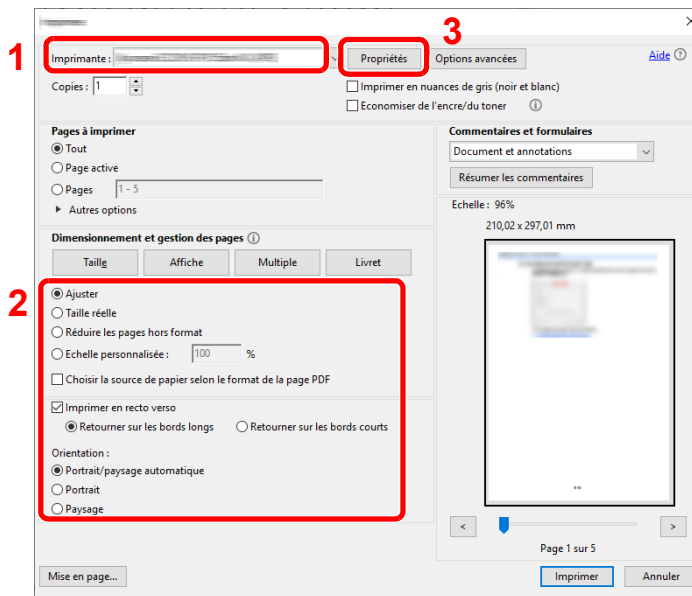 1
3
Imprimante :
Propriétés
Options avancées
Aide
Copies : 1
Imprimer en nuances de gris (noir et blanc)
Economiser de l'encre/du toner
Pages à imprimer
Tout
Page active
Pages 1 - 5
Autres options
Commentaires et formulaires
Document et annotations
Résumer les commentaires
Echelle : 96%
210,02 x 297,01 mm
Dimensionnement et gestion des pages
Taille Affiche Multiple Livret
2
Ajuster
Taille réelle
Réduire les pages hors format
Echelle personnalisée : 100 %
Choisir la source de papier selon le format de la page PDF
Imprimer en recto verso
Retourner sur les bords longs Retourner sur les bords courts
Orientation :
Portrait/paysage automatique
Portrait
Paysage
< >
Page 1 sur 5
Mise en page... Imprimer Annuler